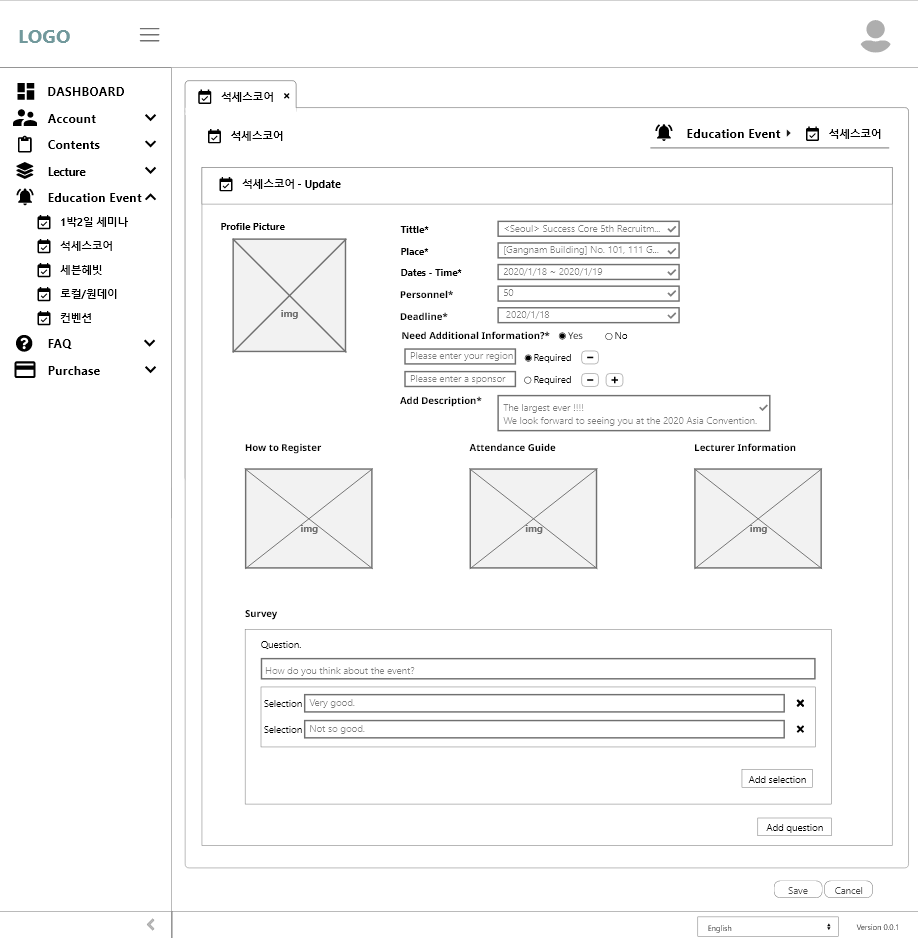 LOGO
DASHBOARD
Account
Contents
Lecture
Education Event
1박2일 세미나
석세스코어
세븐해빗
로컬/원데이
컨벤션
FAQ
Purchase
석세스코어 ×
석세스코어
Education Event 석세스코어
석세스코어 - Update
Profile Picture
img
Tittle* <Seoul> Success Core 5th Recruitm...
Place* [Gangnam Building] No. 101, 111 G...
Dates - Time* 2020/1/18 ~ 2020/1/19
Personnel* 50
Deadline* 2020/1/18
Need Additional Information?* Yes No
Please enter your region Required −
Please enter a sponsor Required − +
Add Description* The largest ever !!!!
We look forward to seeing you at the 2020 Asia Convention.
How to Register Attendance Guide Lecturer Information
img img img
Survey
Question.
How do you think about the event?
Selection Very good. ×
Selection Not so good. ×
Add selection
Add question
Save Cancel
English Version 0.0.1